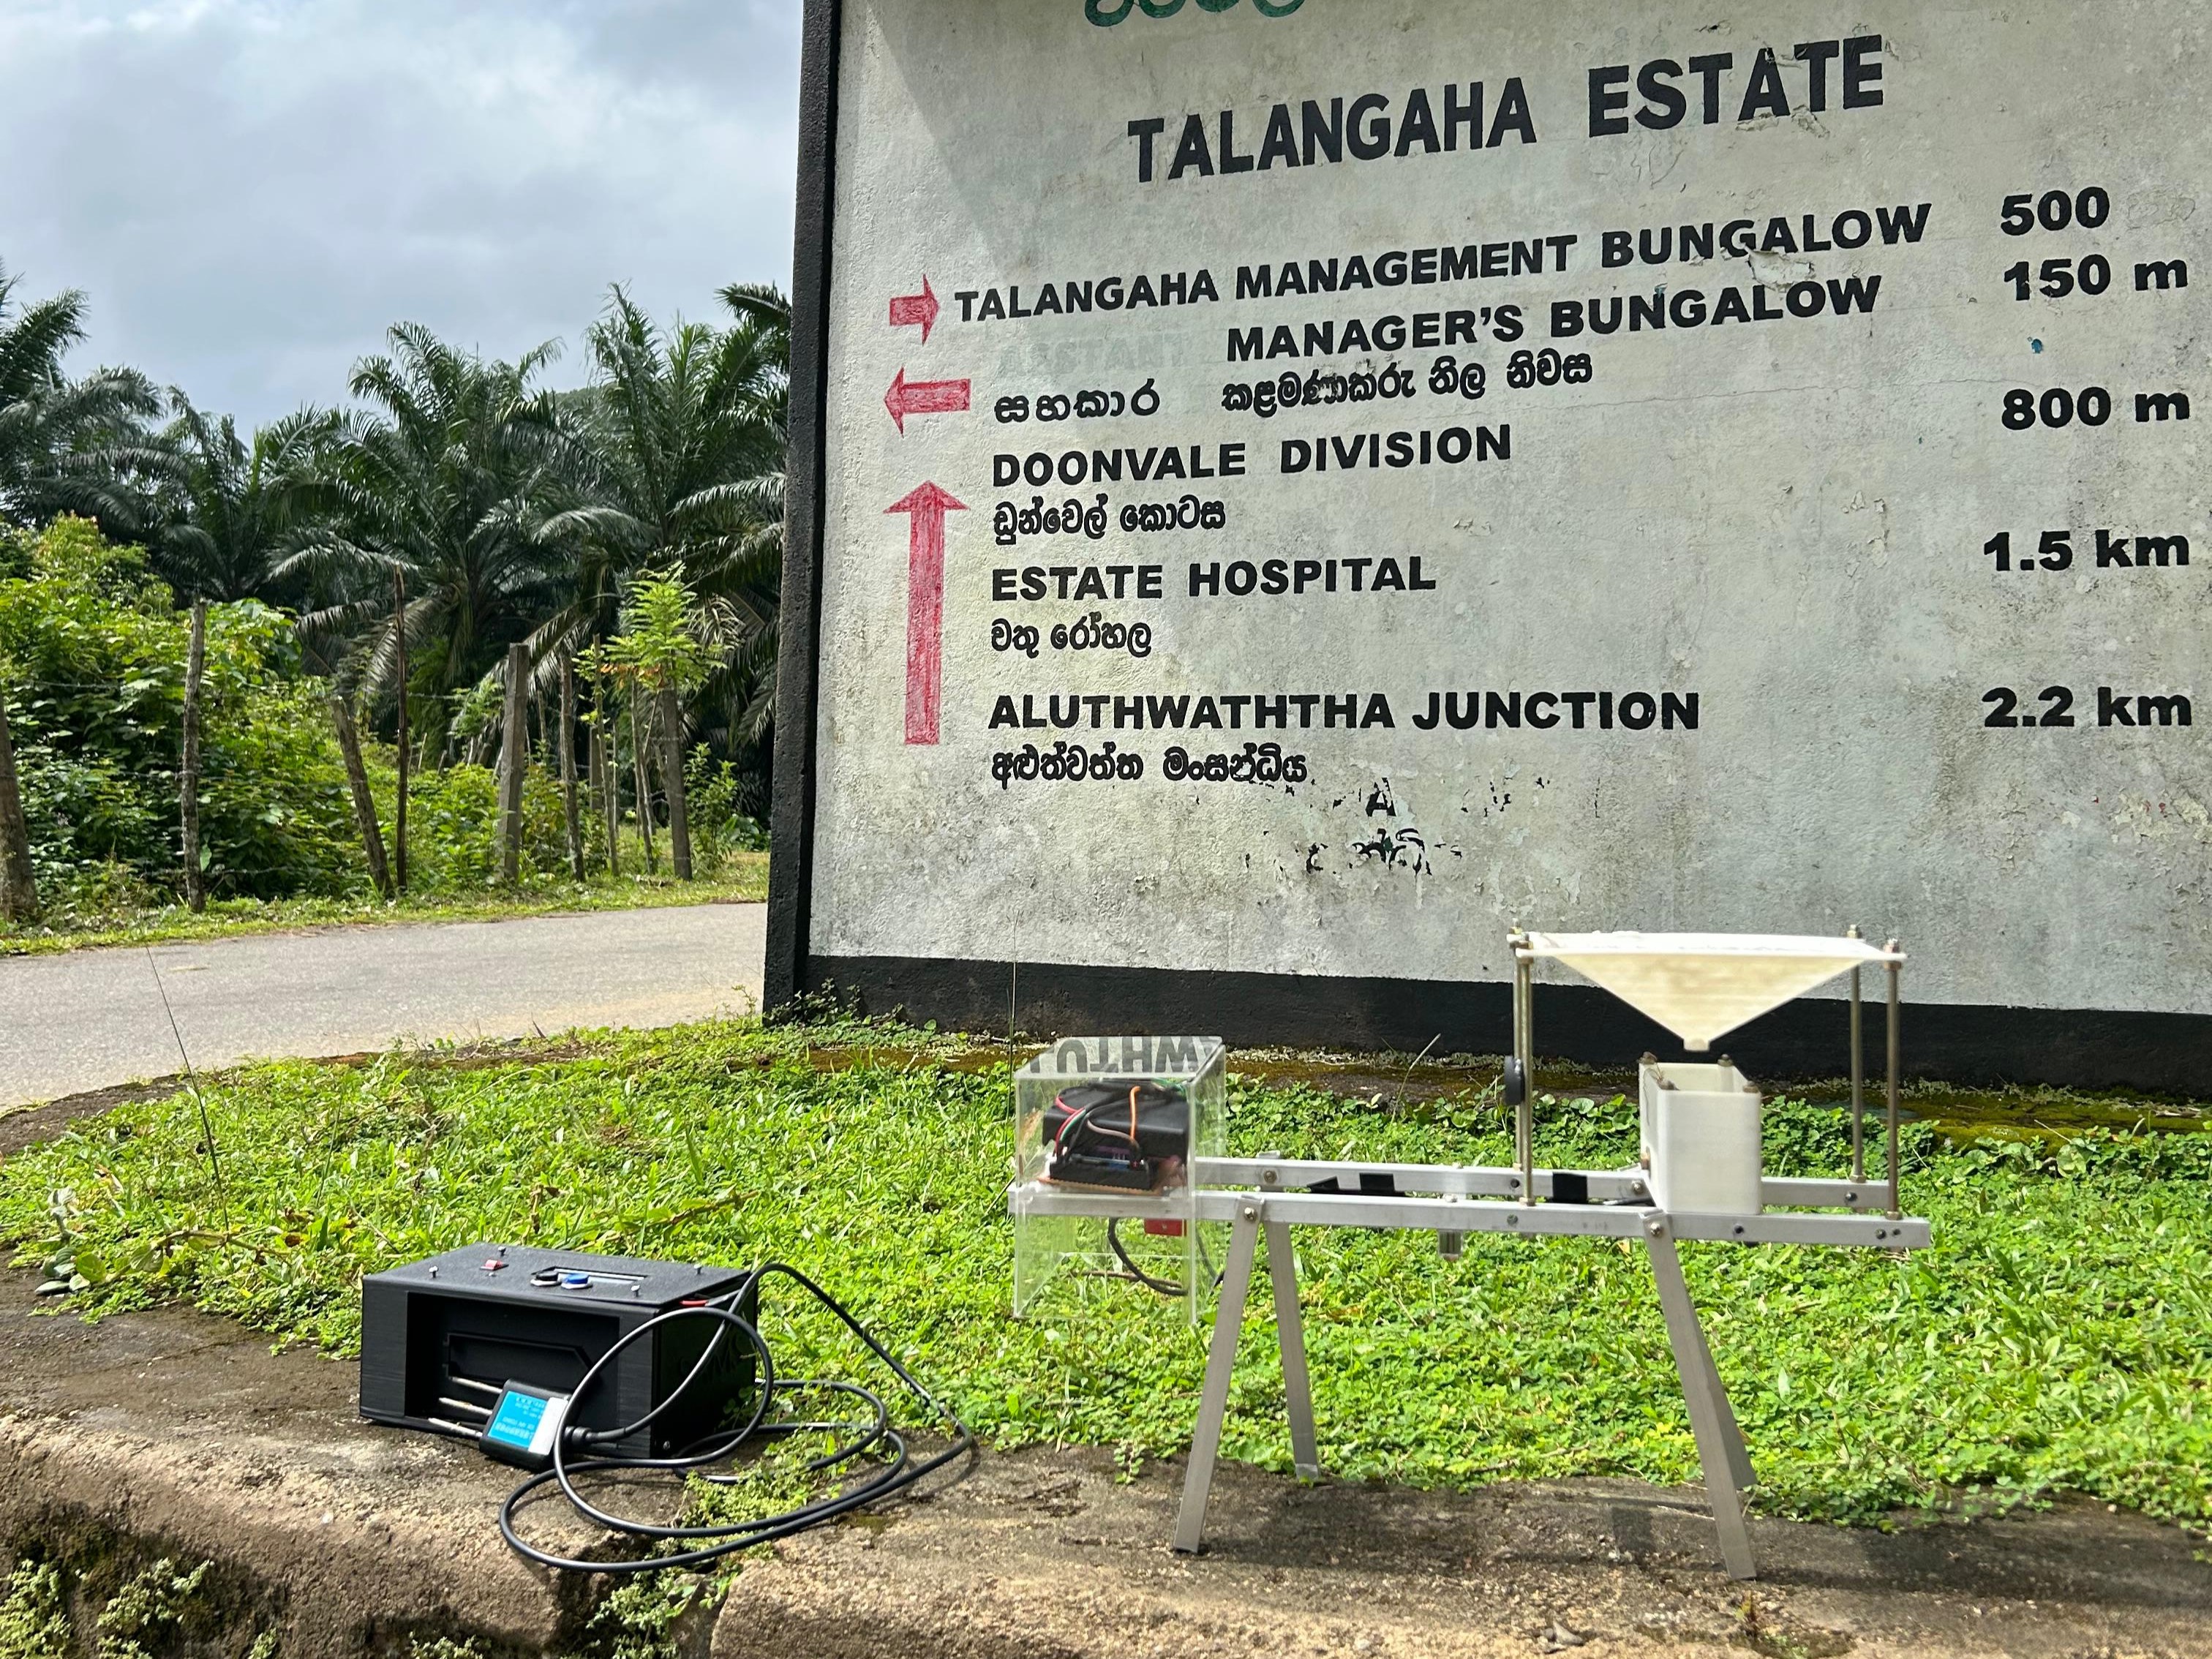 TALANGAHA ESTATE
TALANGAHA MANAGEMENT BUNGALOW 500
MANAGER'S BUNGALOW 150 m
සහකාර කළමණාකරු නිල නිවස
DOONVALE DIVISION 800 m
ඩුන්වෙල් කොටස
ESTATE HOSPITAL 1.5 km
වතු රෝහල
ALUTHWATHTHA JUNCTION 2.2 km
අළුත්වත්ත මංසන්ධිය
A